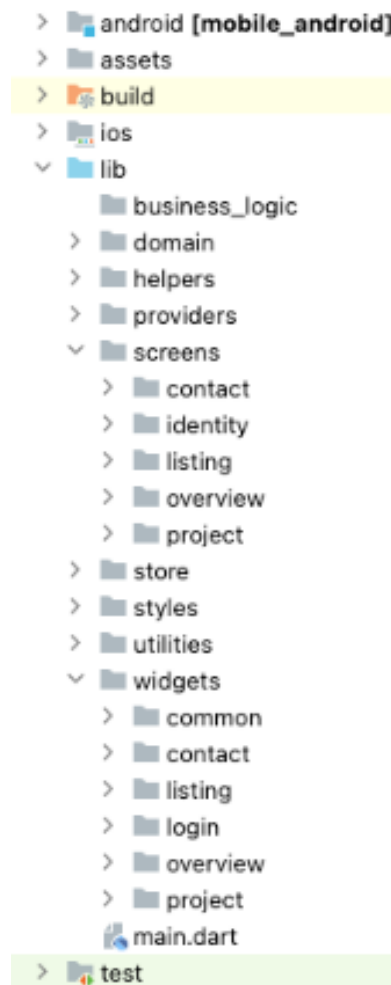 android [mobile_android]
assets
build
ios
lib
business_logic
domain
helpers
providers
screens
contact
identity
listing
overview
project
store
styles
utilities
widgets
common
contact
listing
login
overview
project
main.dart
test